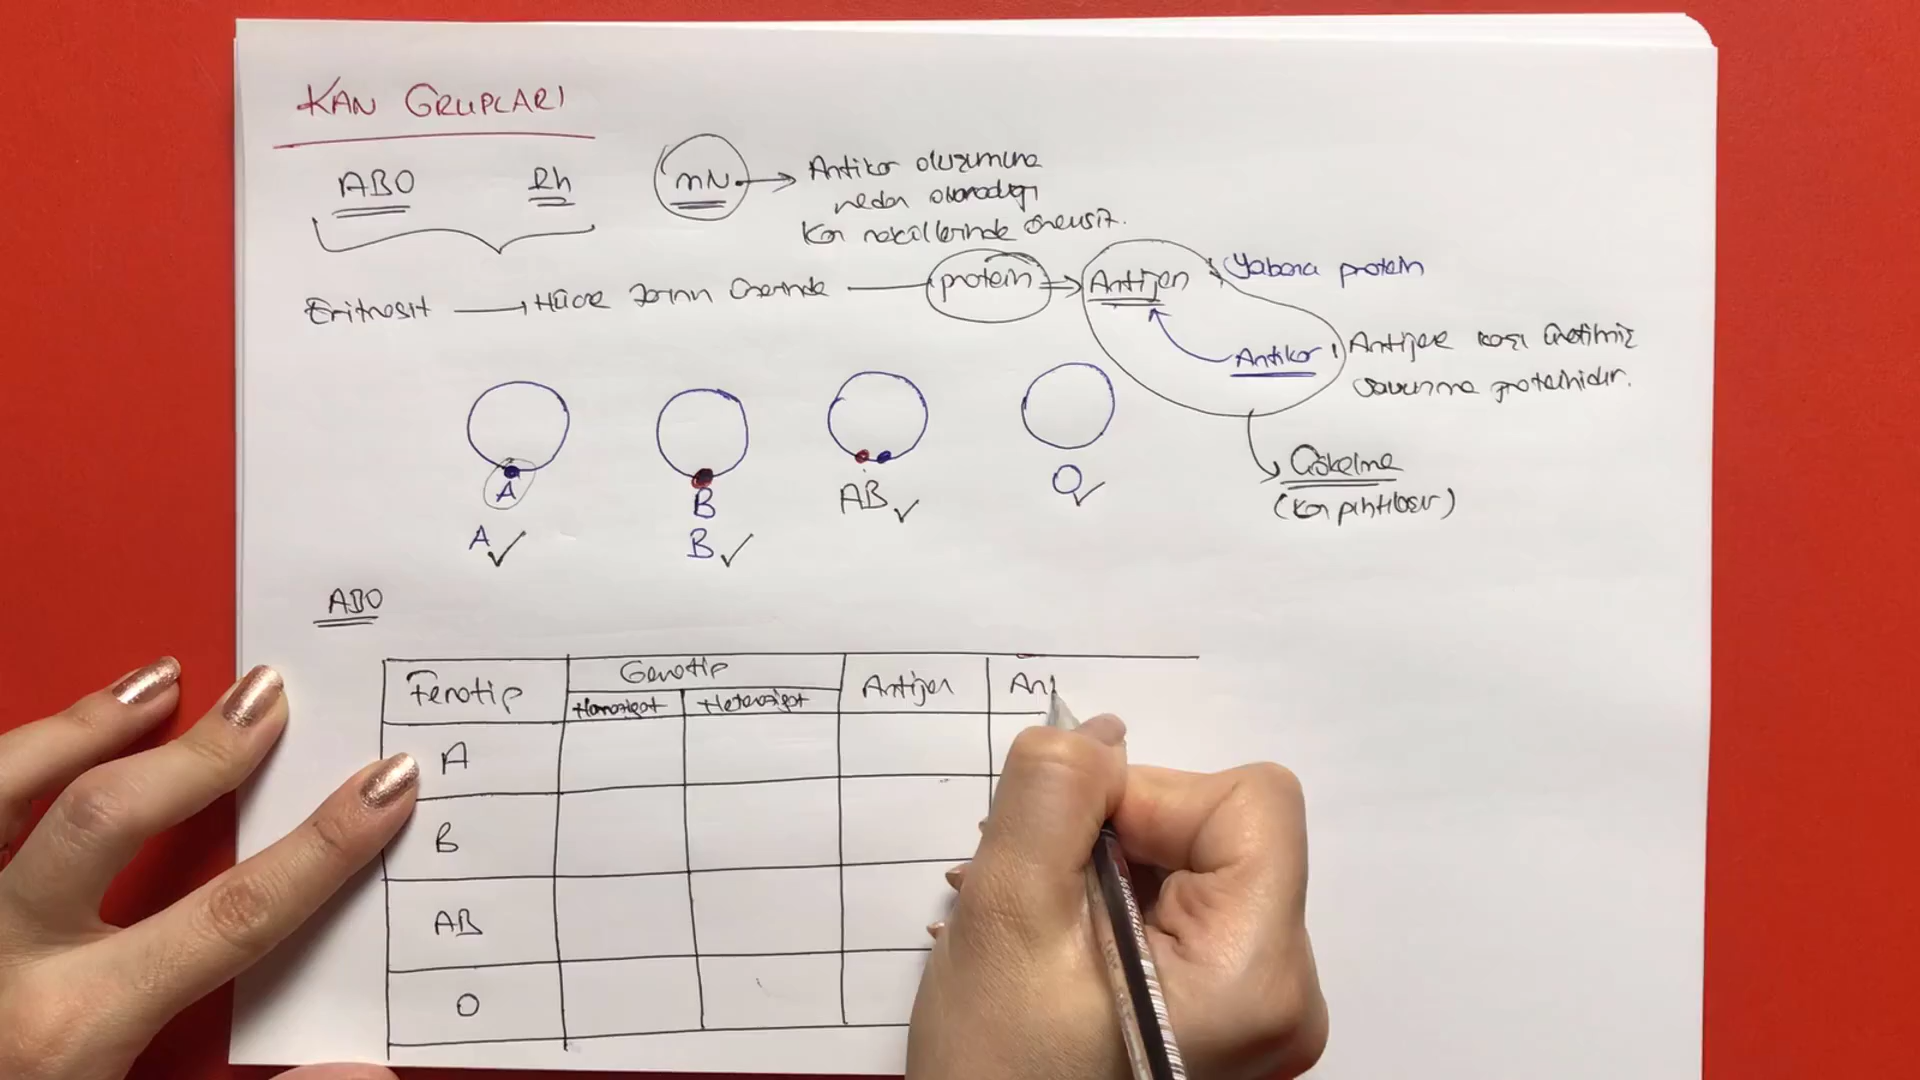 KAN GRUPLARI
ABO Rh MN → Antikor oluşumuna
neden olmadığı
Kan nakillerinde önemsiz.
Eritrosit → Hücre zarının üzerinde — protein ⇒ Antijen : Yabancı protein
Antikor : Antijene karşı üretilmiş
savunma proteinidir.
Çökelme
(Kan pıhtılaşır)
A B AB O
A B
ABO
Fenotip Genotip Antijen Ant
Homozigot Heterozigot
A
B
AB
O